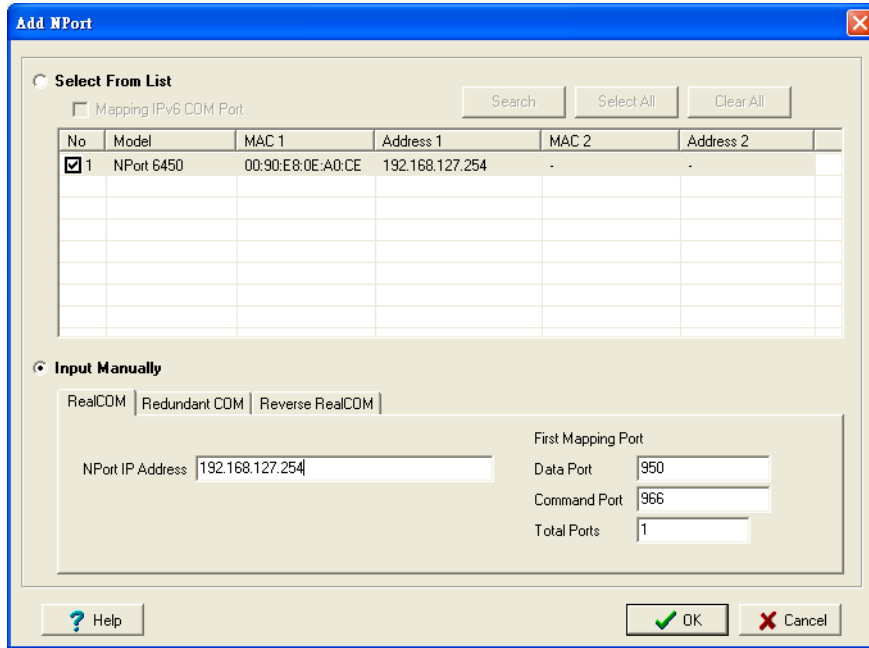 Add NPort
Select From List
Mapping IPv6 COM Port
Search Select All Clear All
No Model MAC 1 Address 1 MAC 2 Address 2
1 NPort 6450 00:90:E8:0E:A0:CE 192.168.127.254 - -
Input Manually
RealCOM Redundant COM Reverse RealCOM
First Mapping Port
NPort IP Address 192.168.127.254 Data Port 950
Command Port 966
Total Ports 1
? Help OK Cancel